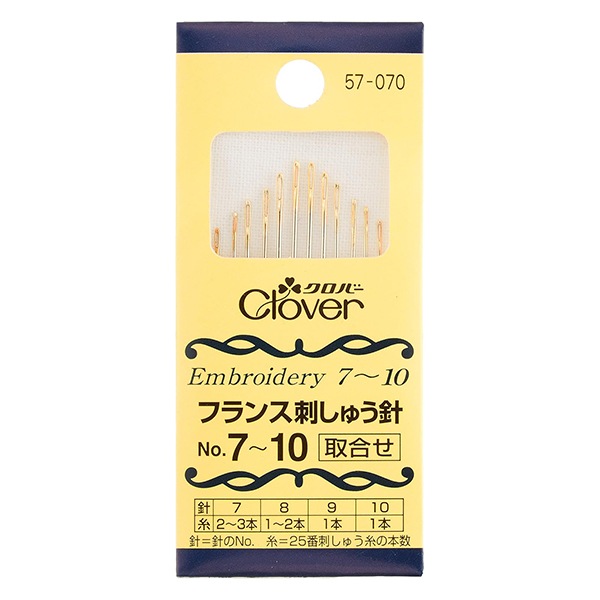 57-070
クロバー
Clover
Embroidery 7～10
フランス刺しゅう針
No.7～10 取合せ
針 7 8 9 10
糸 2～3本 1～2本 1本 1本
針＝針のNo. 糸＝25番刺しゅう糸の本数